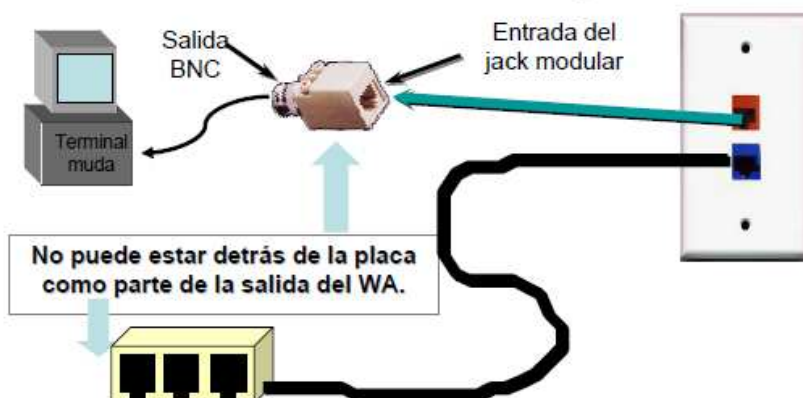 Salida
BNC
Entrada del
jack modular
Terminal
muda
No puede estar detrás de la placa
como parte de la salida del WA.